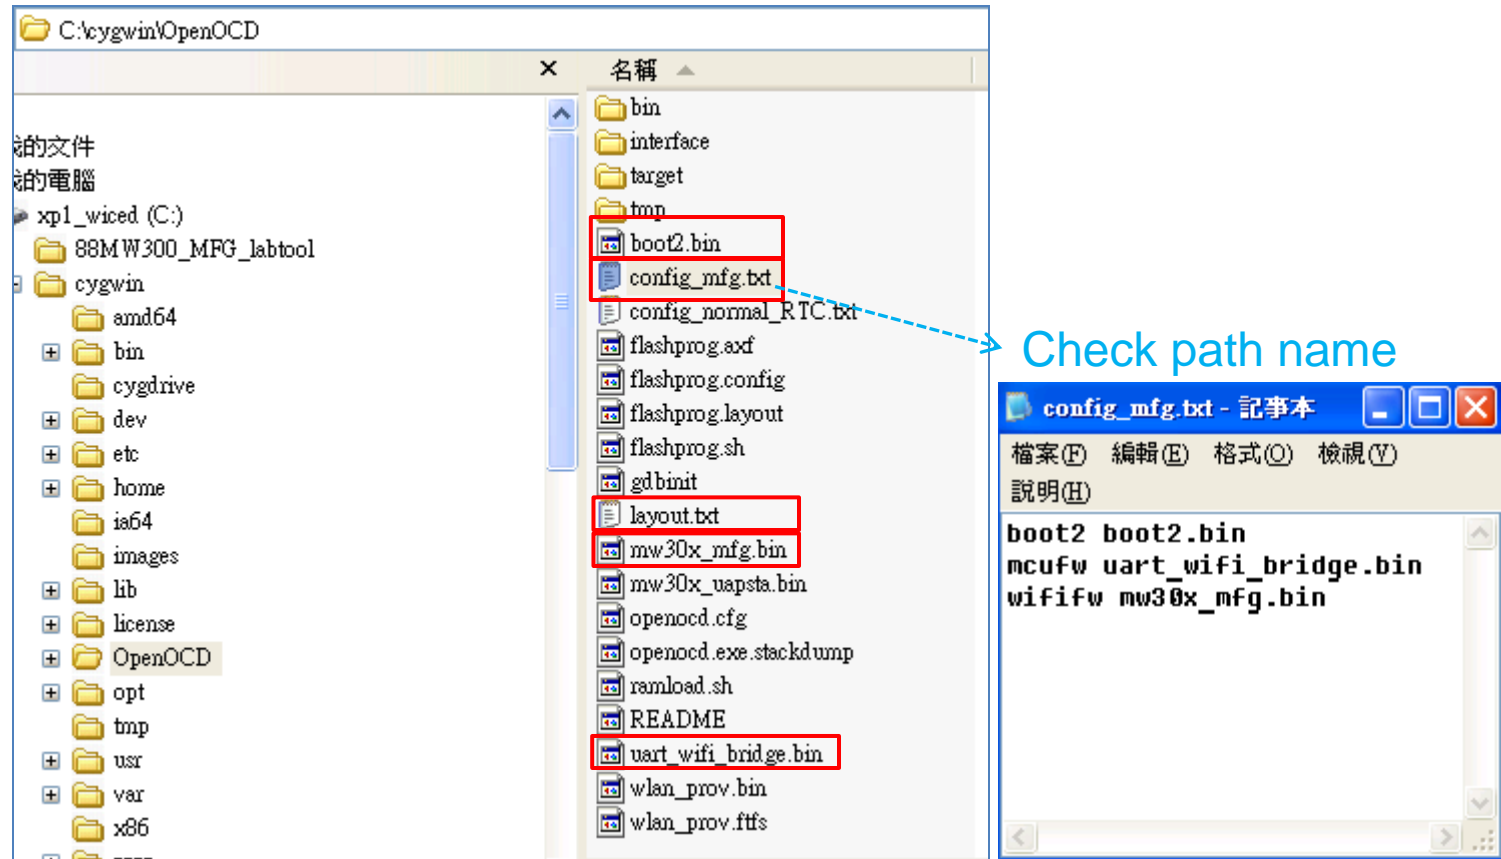 C:\cygwin\OpenOCD
名稱
我的文件
我的電腦
xp1_wiced (C:)
88MW300_MFG_labtool
cygwin
amd64
bin
cygdrive
dev
etc
home
ia64
images
lib
license
OpenOCD
opt
tmp
usr
var
x86
bin
interface
target
tmp
boot2.bin
config_mfg.txt
config_normal_RTC.txt
flashprog.axf
flashprog.config
flashprog.layout
flashprog.sh
gdbinit
layout.txt
mw30x_mfg.bin
mw30x_uapsta.bin
openocd.cfg
openocd.exe.stackdump
ramload.sh
README
uart_wifi_bridge.bin
wlan_prov.bin
wlan_prov.ftfs
Check path name
config_mfg.txt - 記事本
檔案(F) 編輯(E) 格式(O) 檢視(V)
說明(H)
boot2 boot2.bin
mcufw uart_wifi_bridge.bin
wififw mw30x_mfg.bin